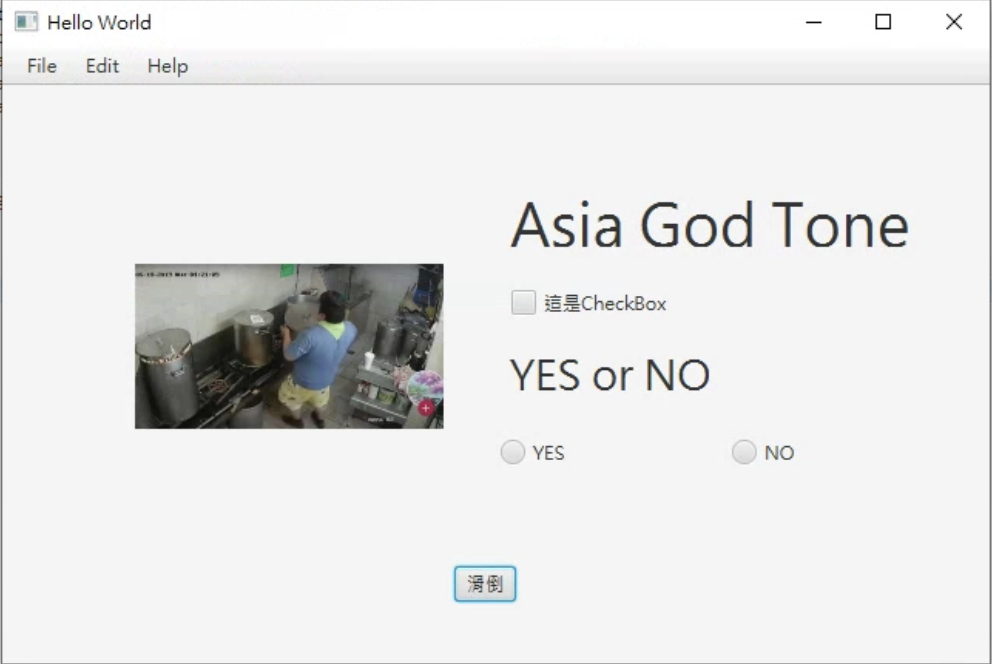 Hello World
File Edit Help
Asia God Tone
這是CheckBox
YES or NO
YES NO
滑倒